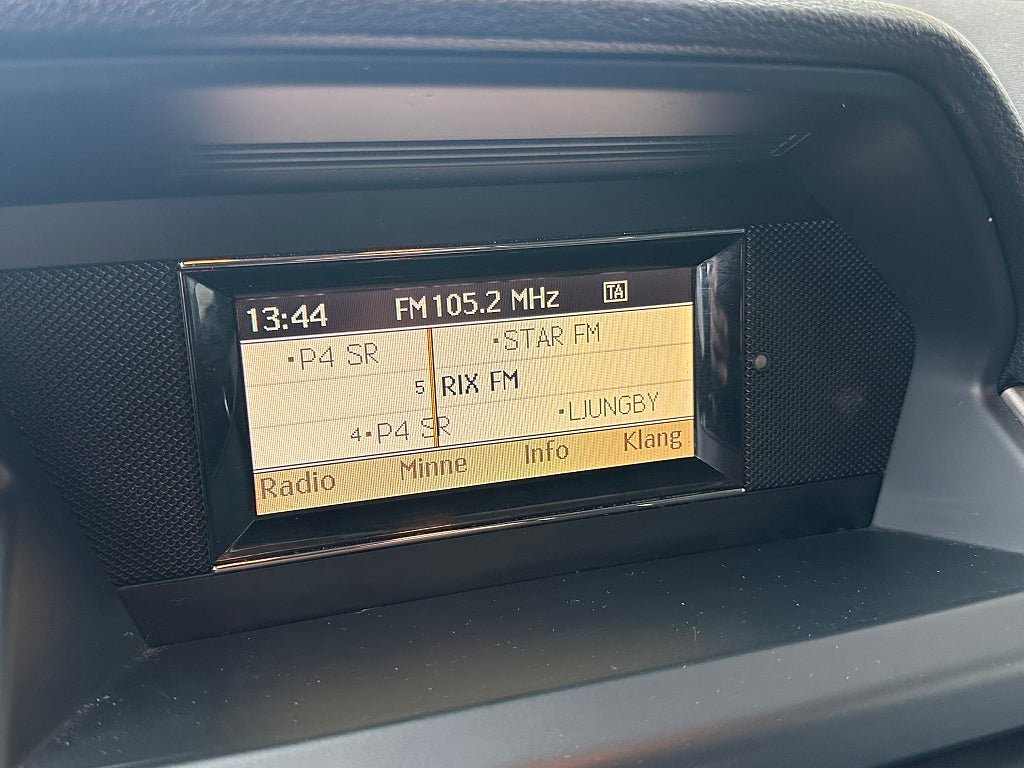 13:44 FM 105.2 MHz TA
•P4 SR •STAR FM
5 RIX FM
4•P4 SR •LJUNGBY
Radio Minne Info Klang